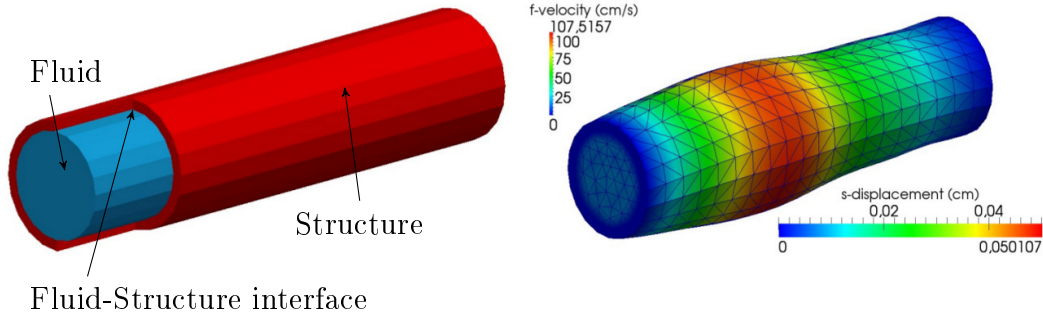 Fluid
Structure
Fluid-Structure interface
f-velocity (cm/s)
107,5157
100
75
50
25
0
s-displacement (cm)
0,02 0,04
0 0,050107